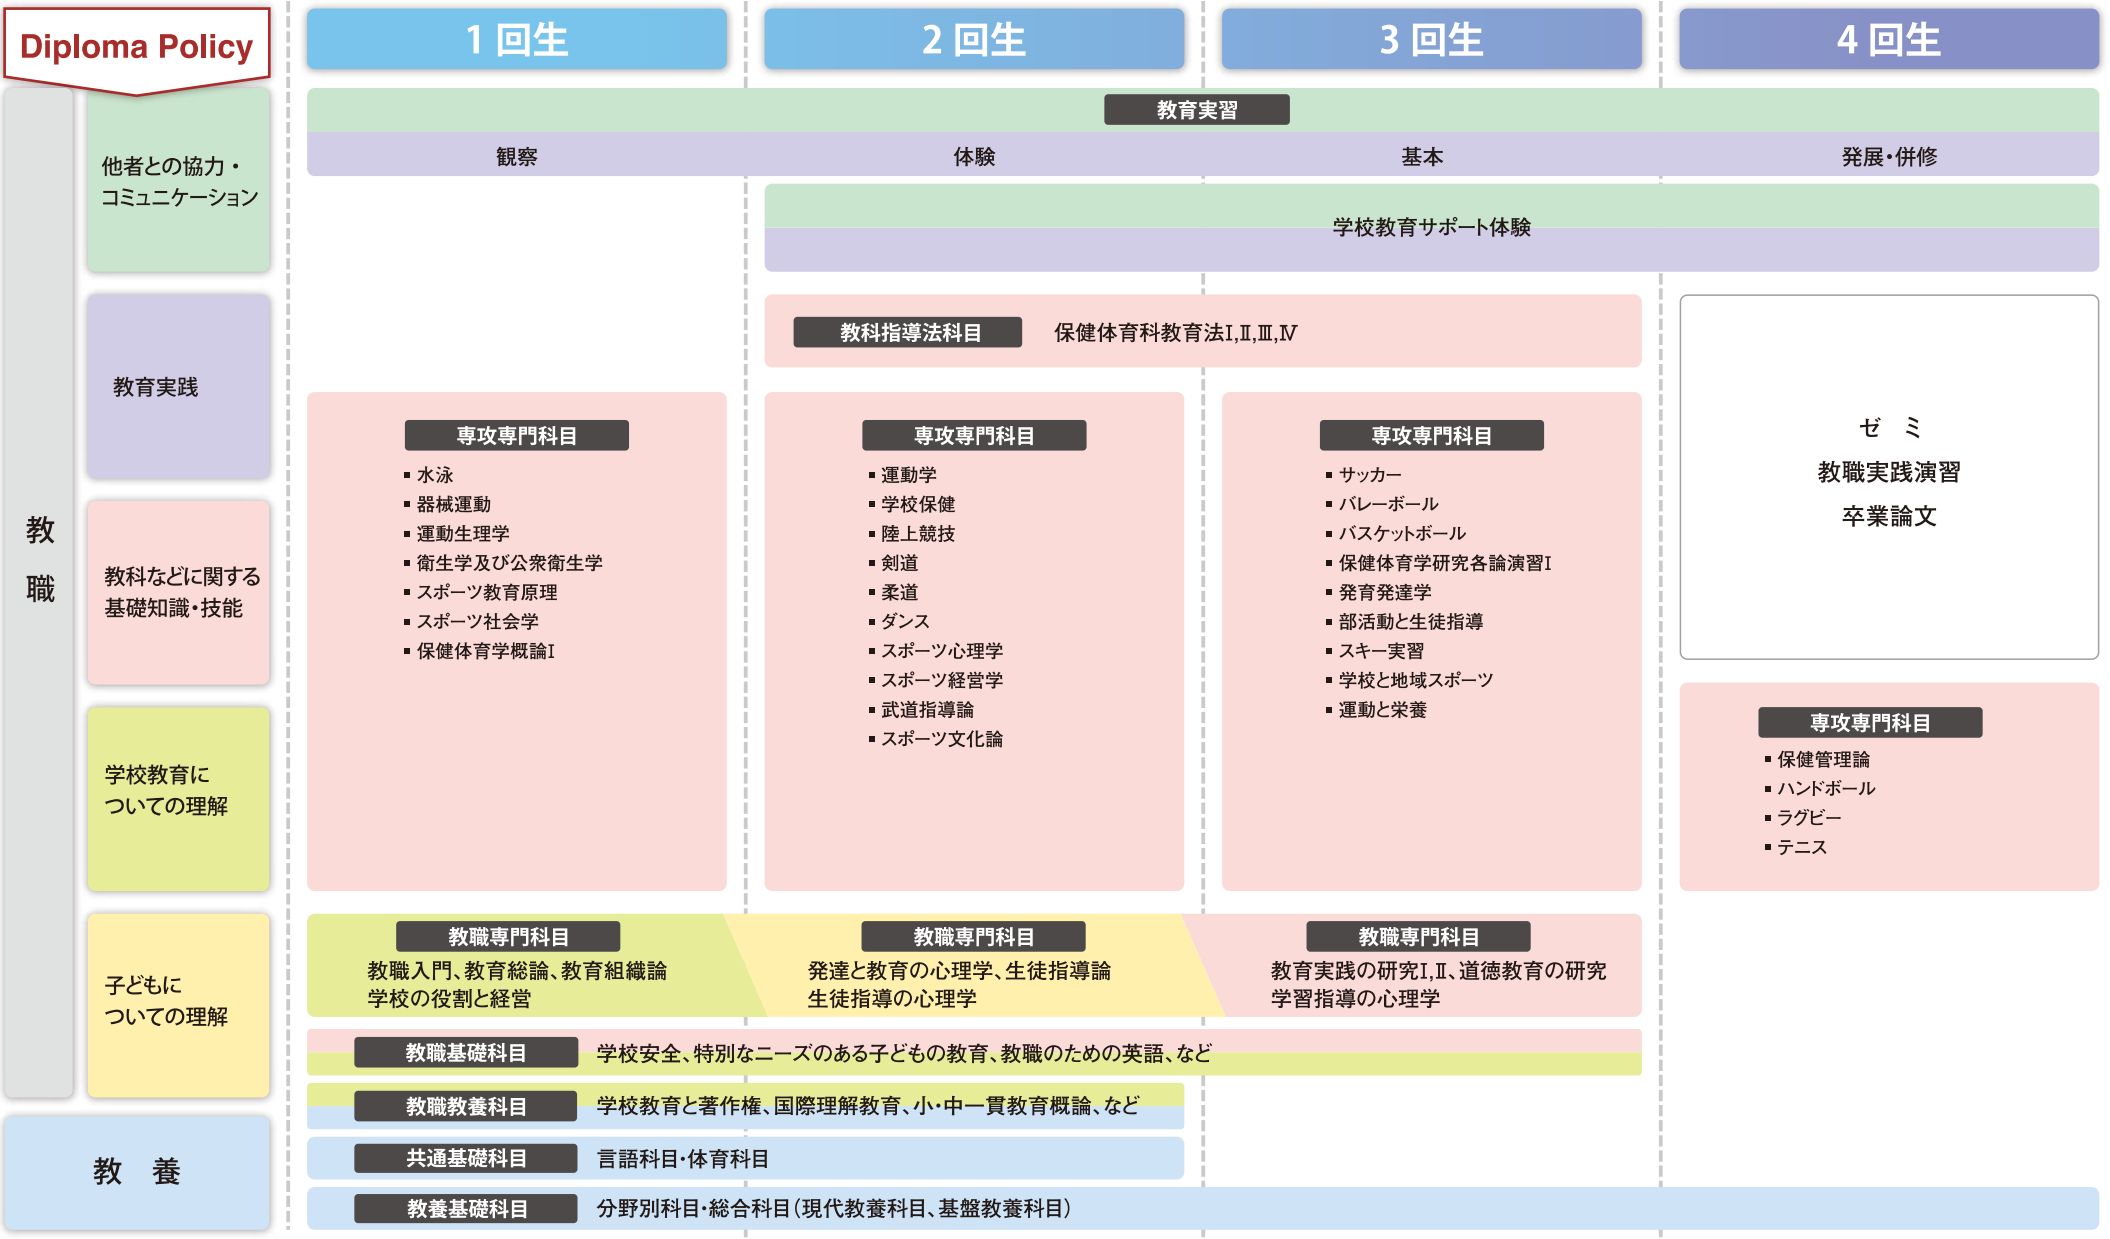 Diploma Policy
1 回生
2 回生
3 回生
4 回生
教職
他者との協力・
コミュニケーション
教育実践
教科などに関する
基礎知識・技能
学校教育に
ついての理解
子どもに
ついての理解
教 養
教育実習
観察
体験
基本
発展・併修
学校教育サポート体験
教科指導法科目
保健体育科教育法Ⅰ,Ⅱ,Ⅲ,Ⅳ
専攻専門科目
▪ 水泳
▪ 器械運動
▪ 運動生理学
▪ 衛生学及び公衆衛生学
▪ スポーツ教育原理
▪ スポーツ社会学
▪ 保健体育学概論Ⅰ
専攻専門科目
▪ 運動学
▪ 学校保健
▪ 陸上競技
▪ 剣道
▪ 柔道
▪ ダンス
▪ スポーツ心理学
▪ スポーツ経営学
▪ 武道指導論
▪ スポーツ文化論
専攻専門科目
▪ サッカー
▪ バレーボール
▪ バスケットボール
▪ 保健体育学研究各論演習Ⅰ
▪ 発育発達学
▪ 部活動と生徒指導
▪ スキー実習
▪ 学校と地域スポーツ
▪ 運動と栄養
ゼ ミ
教職実践演習
卒業論文
専攻専門科目
▪ 保健管理論
▪ ハンドボール
▪ ラグビー
▪ テニス
教職専門科目
教職入門、教育総論、教育組織論
学校の役割と経営
教職専門科目
発達と教育の心理学、生徒指導論
生徒指導の心理学
教職専門科目
教育実践の研究Ⅰ,Ⅱ、道徳教育の研究
学習指導の心理学
教職基礎科目
学校安全、特別なニーズのある子どもの教育、教職のための英語、など
教職教養科目
学校教育と著作権、国際理解教育、小・中一貫教育概論、など
共通基礎科目
言語科目・体育科目
教養基礎科目
分野別科目・総合科目(現代教養科目、基盤教養科目)